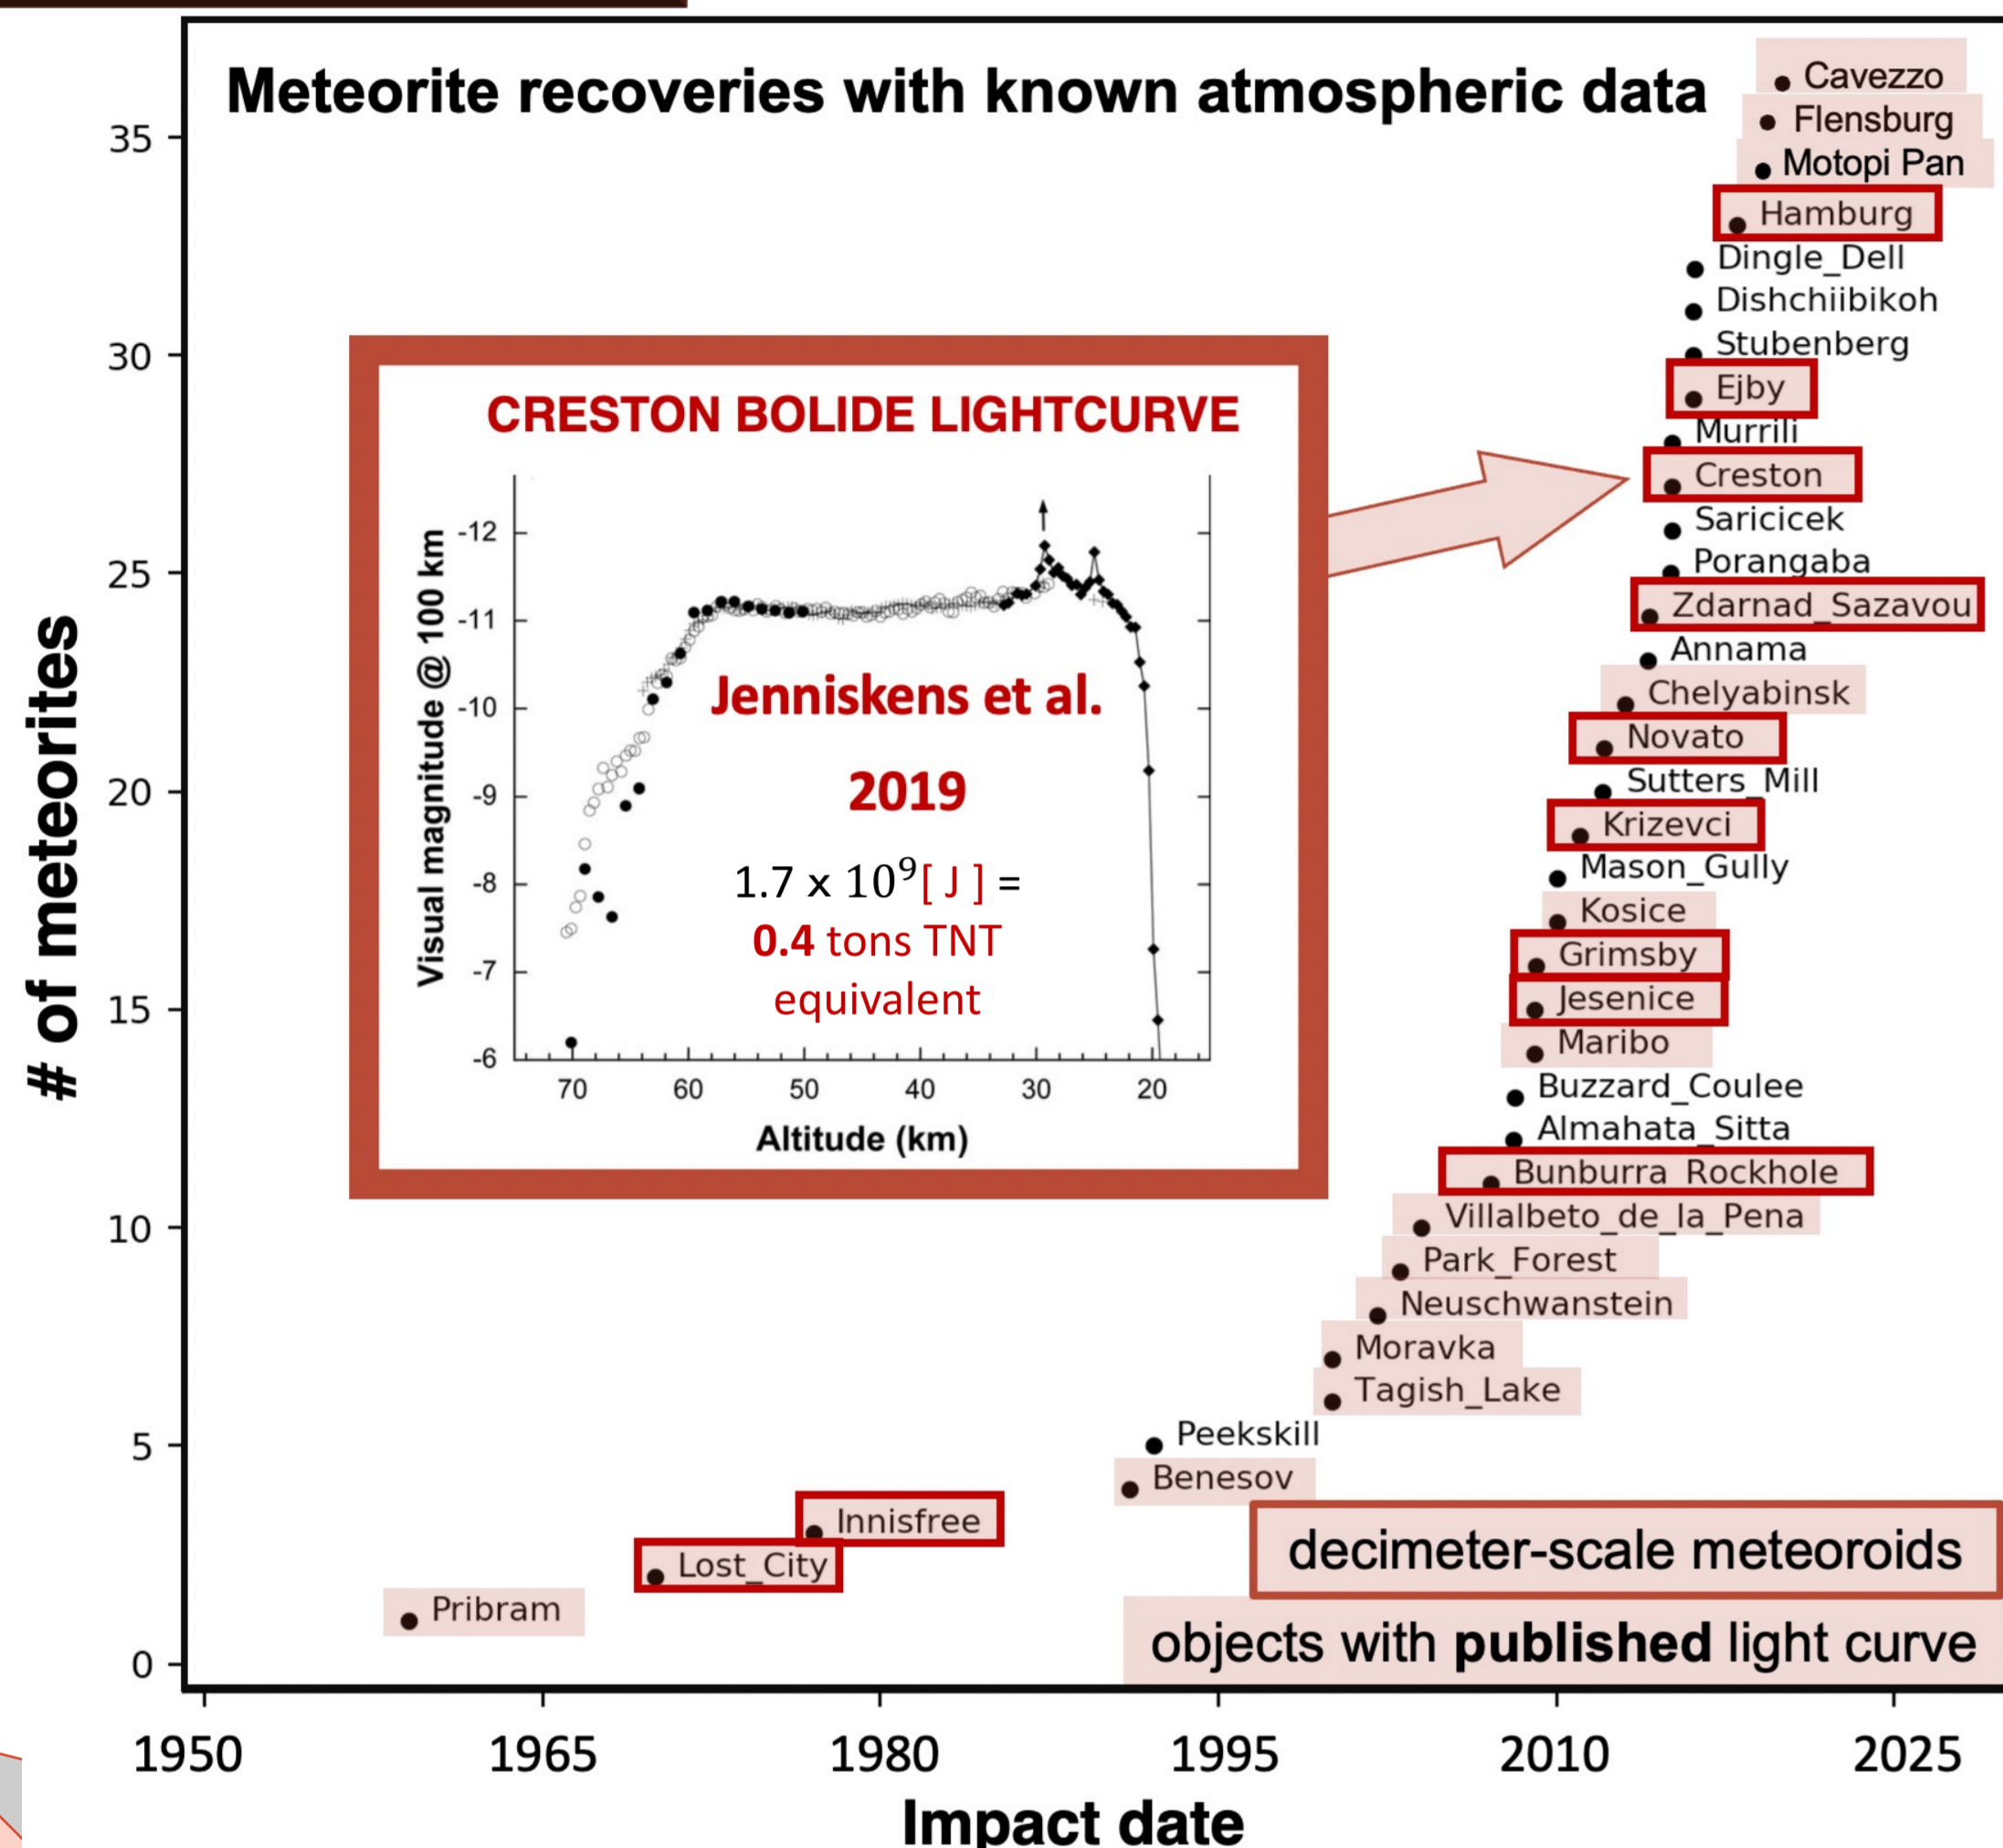 Meteorite recoveries with known atmospheric data
# of meteorites
35
30
25
20
15
10
5
0
Cavezzo
Flensburg
Motopi Pan
Hamburg
Dingle_Dell
Dishchiibikoh
Stubenberg
Ejby
Murrili
Creston
Saricicek
Porangaba
Zdarnad_Sazavou
Annama
Chelyabinsk
Novato
Sutters_Mill
Krizevci
Mason_Gully
Kosice
Grimsby
Jesenice
Maribo
Buzzard_Coulee
Almahata_Sitta
Bunburra_Rockhole
Villalbeto_de_la_Pena
Park_Forest
Neuschwanstein
Moravka
Tagish_Lake
Peekskill
Benesov
Innisfree
Lost_City
Pribram
CRESTON BOLIDE LIGHTCURVE
Visual magnitude @ 100 km
-12
-11
-10
-9
-8
-7
-6
Jenniskens et al.
2019
1.7 x 10⁹[ J ] =
0.4 tons TNT
equivalent
70 60 50 40 30 20
Altitude (km)
decimeter-scale meteoroids
objects with published light curve
1950 1965 1980 1995 2010 2025
Impact date